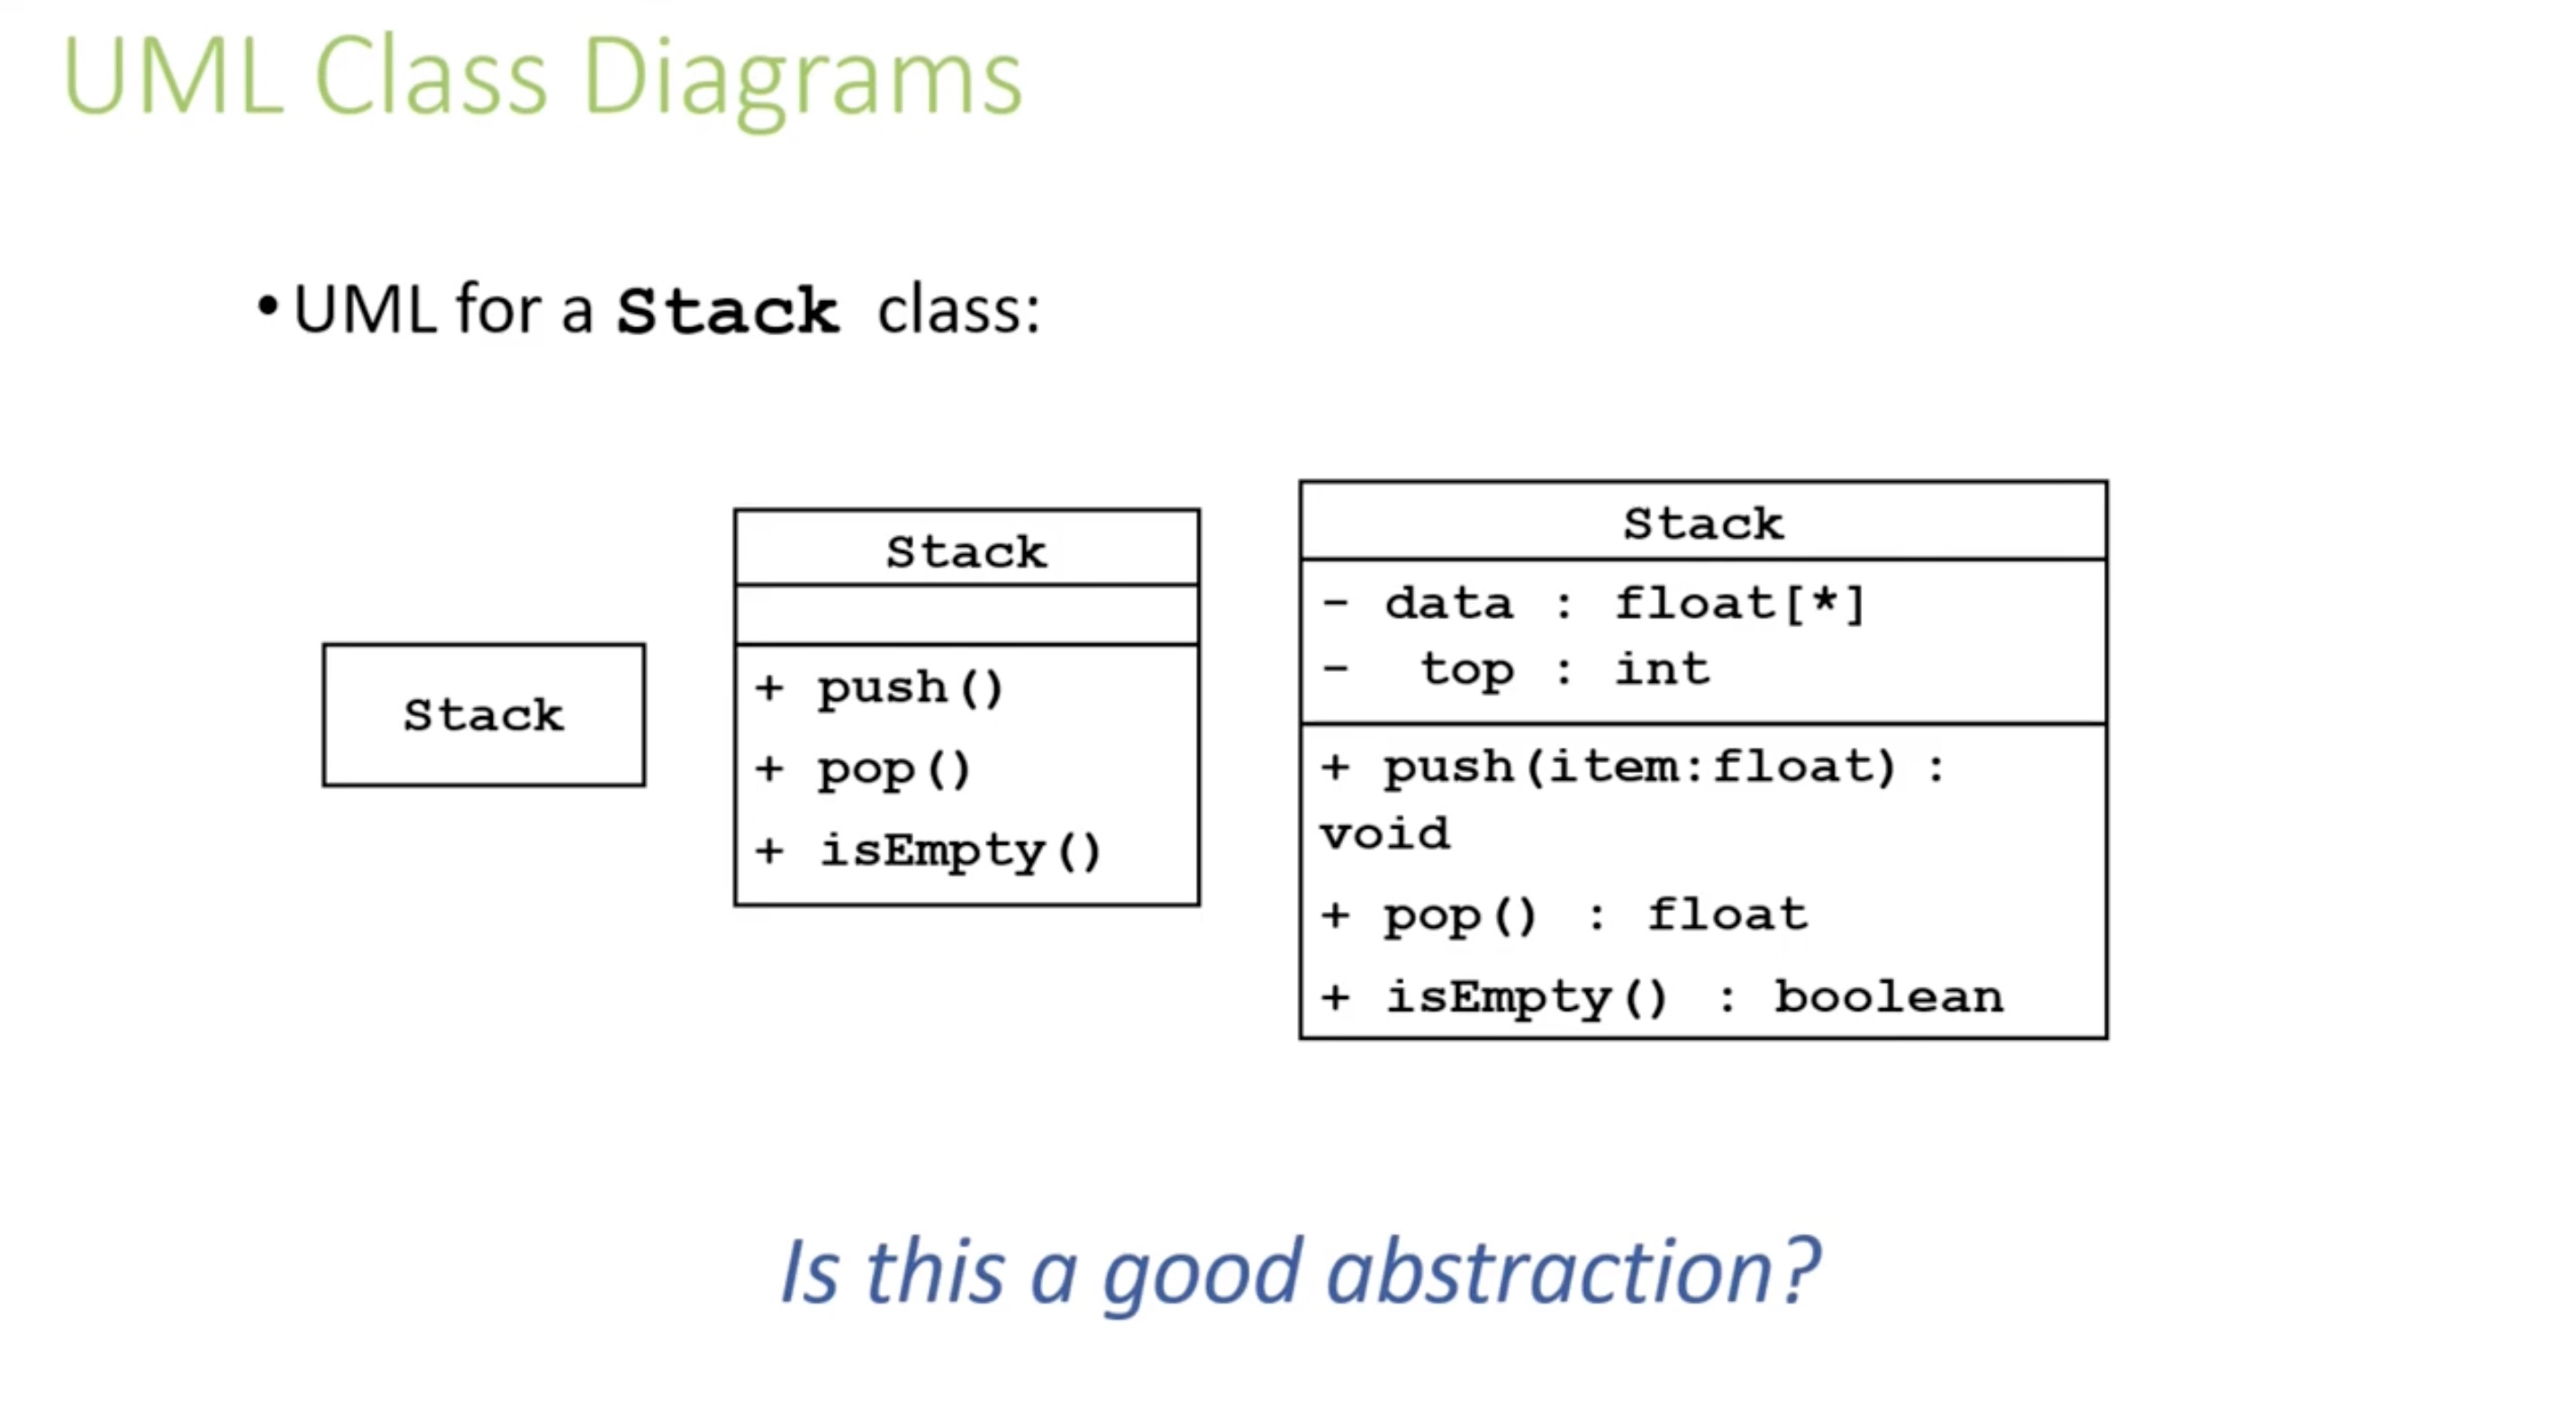 UML Class Diagrams
•UML for a Stack class:
Stack
Stack
+ push()
+ pop()
+ isEmpty()
Stack
- data : float[*]
- top : int
+ push(item:float) :
void
+ pop() : float
+ isEmpty() : boolean
Is this a good abstraction?